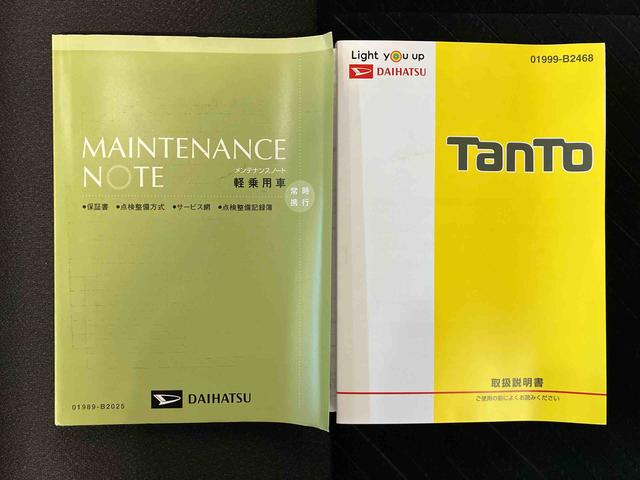 MAINTENANCE
NOTE
メンテナンスノート
軽乗用車
常時
携行
●保証書 ●点検整備方式 ●サービス網 ●点検整備記録簿
01989-B2025
DAIHATSU
Light you up
DAIHATSU
01999-B2468
TanTo
取扱説明書
ご使用の前によくお読みください